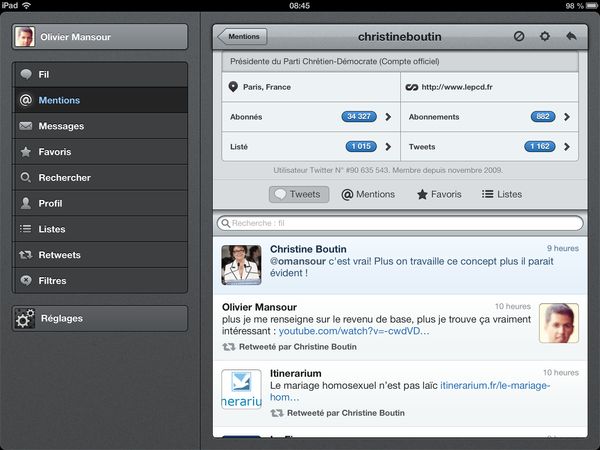 iPad 08:45 98 %
Olivier Mansour
Fil
Mentions
Messages
Favoris
Rechercher
Profil
Listes
Retweets
Filtres
Réglages
Mentions christineboutin
Présidente du Parti Chrétien-Démocrate (Compte officiel)
Paris, France http://www.lepcd.fr
Abonnés 34 327 Abonnements 882
Listé 1 015 Tweets 1 162
Utilisateur Twitter N° #90 635 543. Membre depuis novembre 2009.
Tweets Mentions Favoris Listes
Recherche : fil
Christine Boutin 9 heures
@omansour c'est vrai! Plus on travaille ce concept plus il parait
évident !
Olivier Mansour 10 heures
plus je me renseigne sur le revenu de base, plus je trouve ça vraiment
intéressant : youtube.com/watch?v=-cwdVD…
Retweeté par Christine Boutin
Itinerarium 10 heures
Le mariage homosexuel n'est pas laïc itinerarium.fr/le-mariage-
hom…
nerariu
Retweeté par Christine Boutin